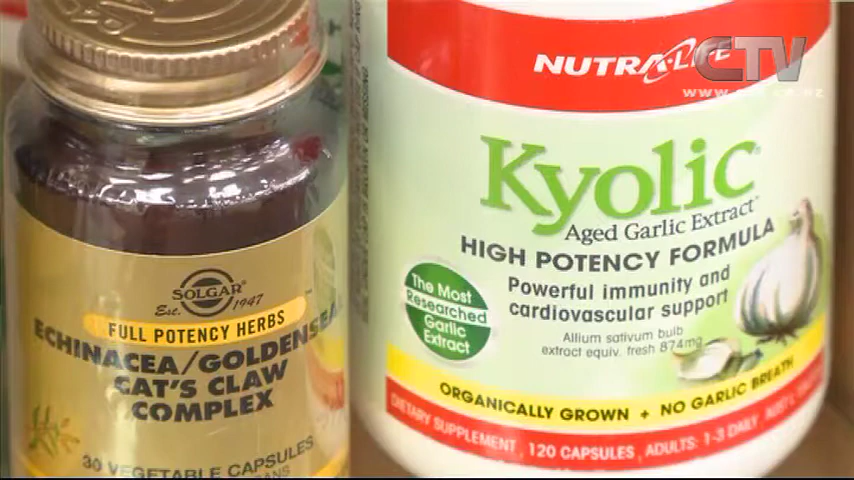 SOLGAR
Est. 1947
FULL POTENCY HERBS
ECHINACEA/GOLDENSEAL
CAT'S CLAW
COMPLEX
30 VEGETABLE CAPSULES
NUTRA-LIFE
CTV
Kyolic
Aged Garlic Extract
HIGH POTENCY FORMULA
Powerful immunity and
cardiovascular support
The Most
Researched
Garlic
Extract
Allium sativum bulb
extract equiv. fresh 874mg
ORGANICALLY GROWN + NO GARLIC BREATH
DIETARY SUPPLEMENT, 120 CAPSULES, ADULTS: 1-3 DAILY